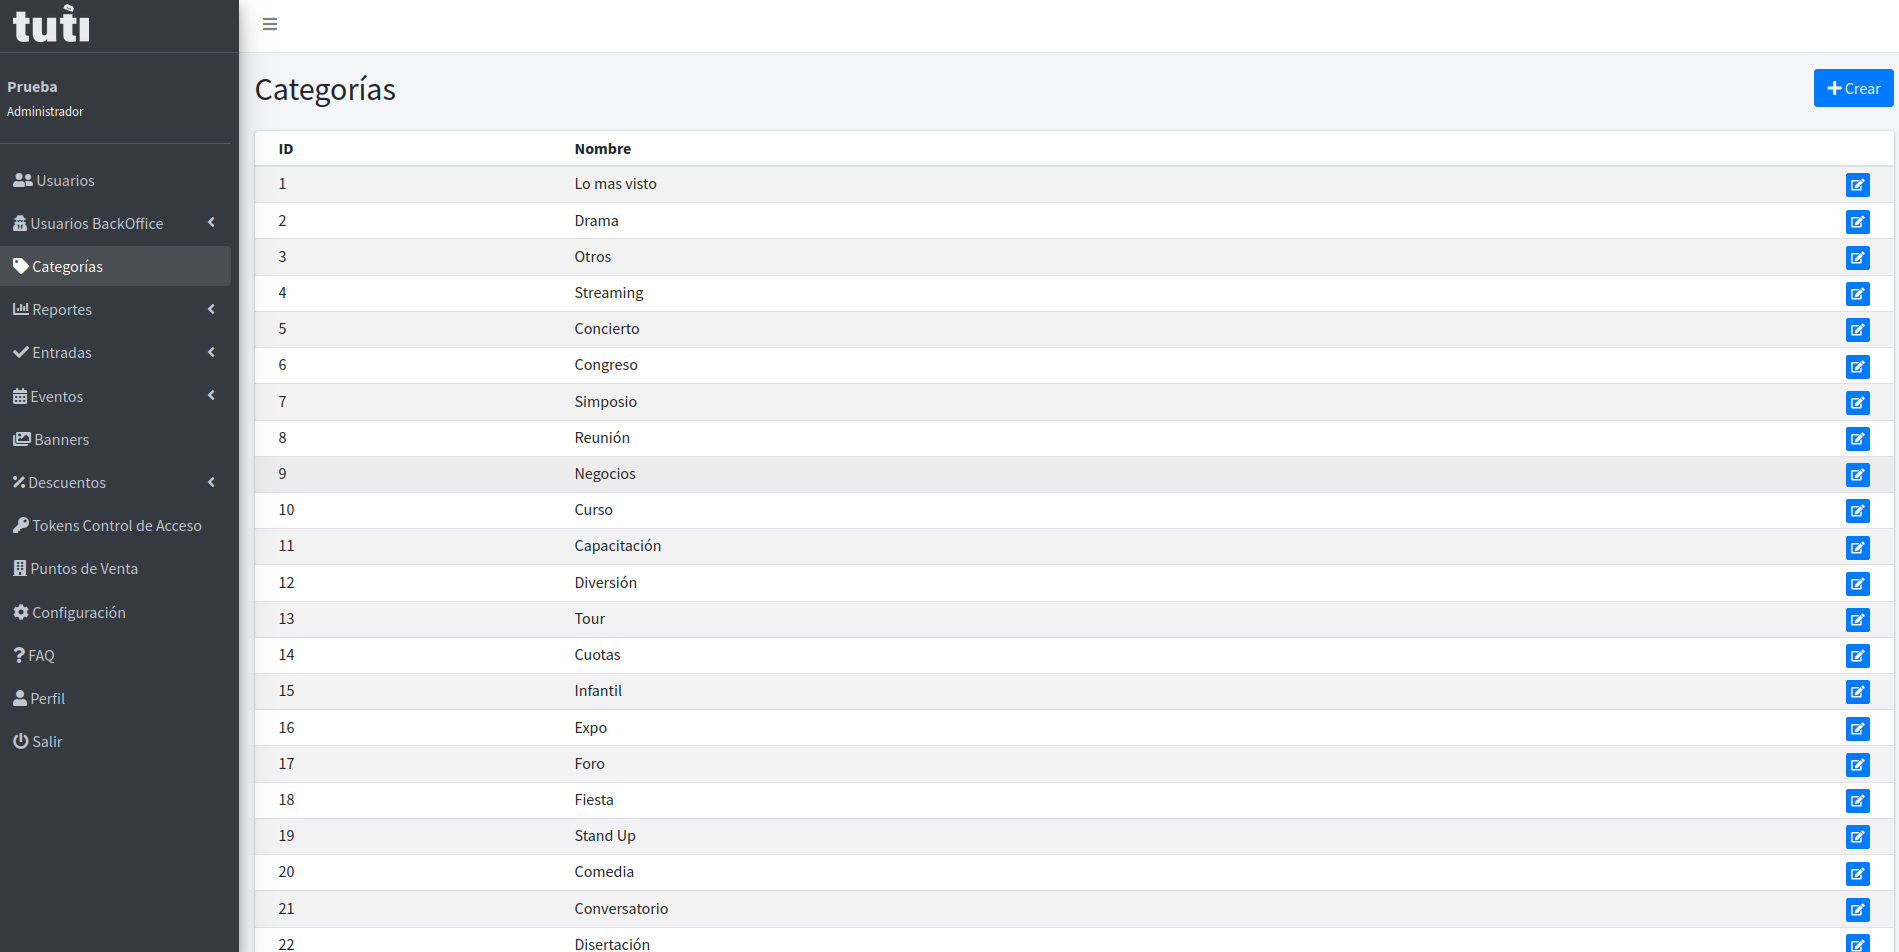 tuti
Prueba
Administrador
Usuarios
Usuarios BackOffice
Categorías
Reportes
Entradas
Eventos
Banners
Descuentos
Tokens Control de Acceso
Puntos de Venta
Configuración
FAQ
Perfil
Salir
Categorías
Crear
ID Nombre
1 Lo mas visto
2 Drama
3 Otros
4 Streaming
5 Concierto
6 Congreso
7 Simposio
8 Reunión
9 Negocios
10 Curso
11 Capacitación
12 Diversión
13 Tour
14 Cuotas
15 Infantil
16 Expo
17 Foro
18 Fiesta
19 Stand Up
20 Comedia
21 Conversatorio
22 Disertación